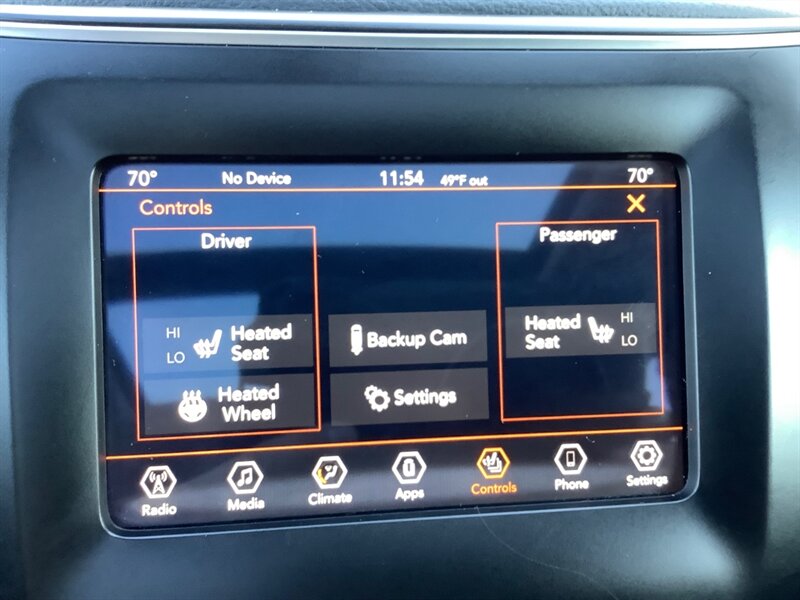 70° No Device 11:54 49°F out 70°
Controls X
Driver
Passenger
HI
LO
Heated
Seat
Backup Cam
Heated
Seat
HI
LO
Heated
Wheel
Settings
Radio Media Climate Apps Controls Phone Settings